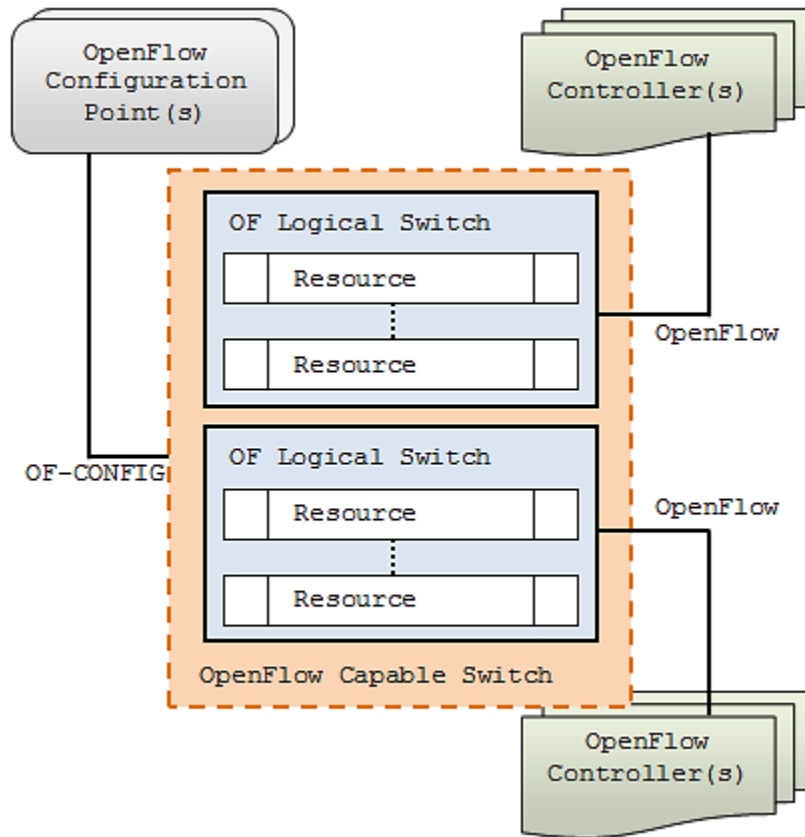 OpenFlow
Configuration
Point(s)
OpenFlow
Controller(s)
OF Logical Switch
Resource
Resource
OpenFlow
OF Logical Switch
OF-CONFIG
Resource
OpenFlow
Resource
OpenFlow Capable Switch
OpenFlow
Controller(s)